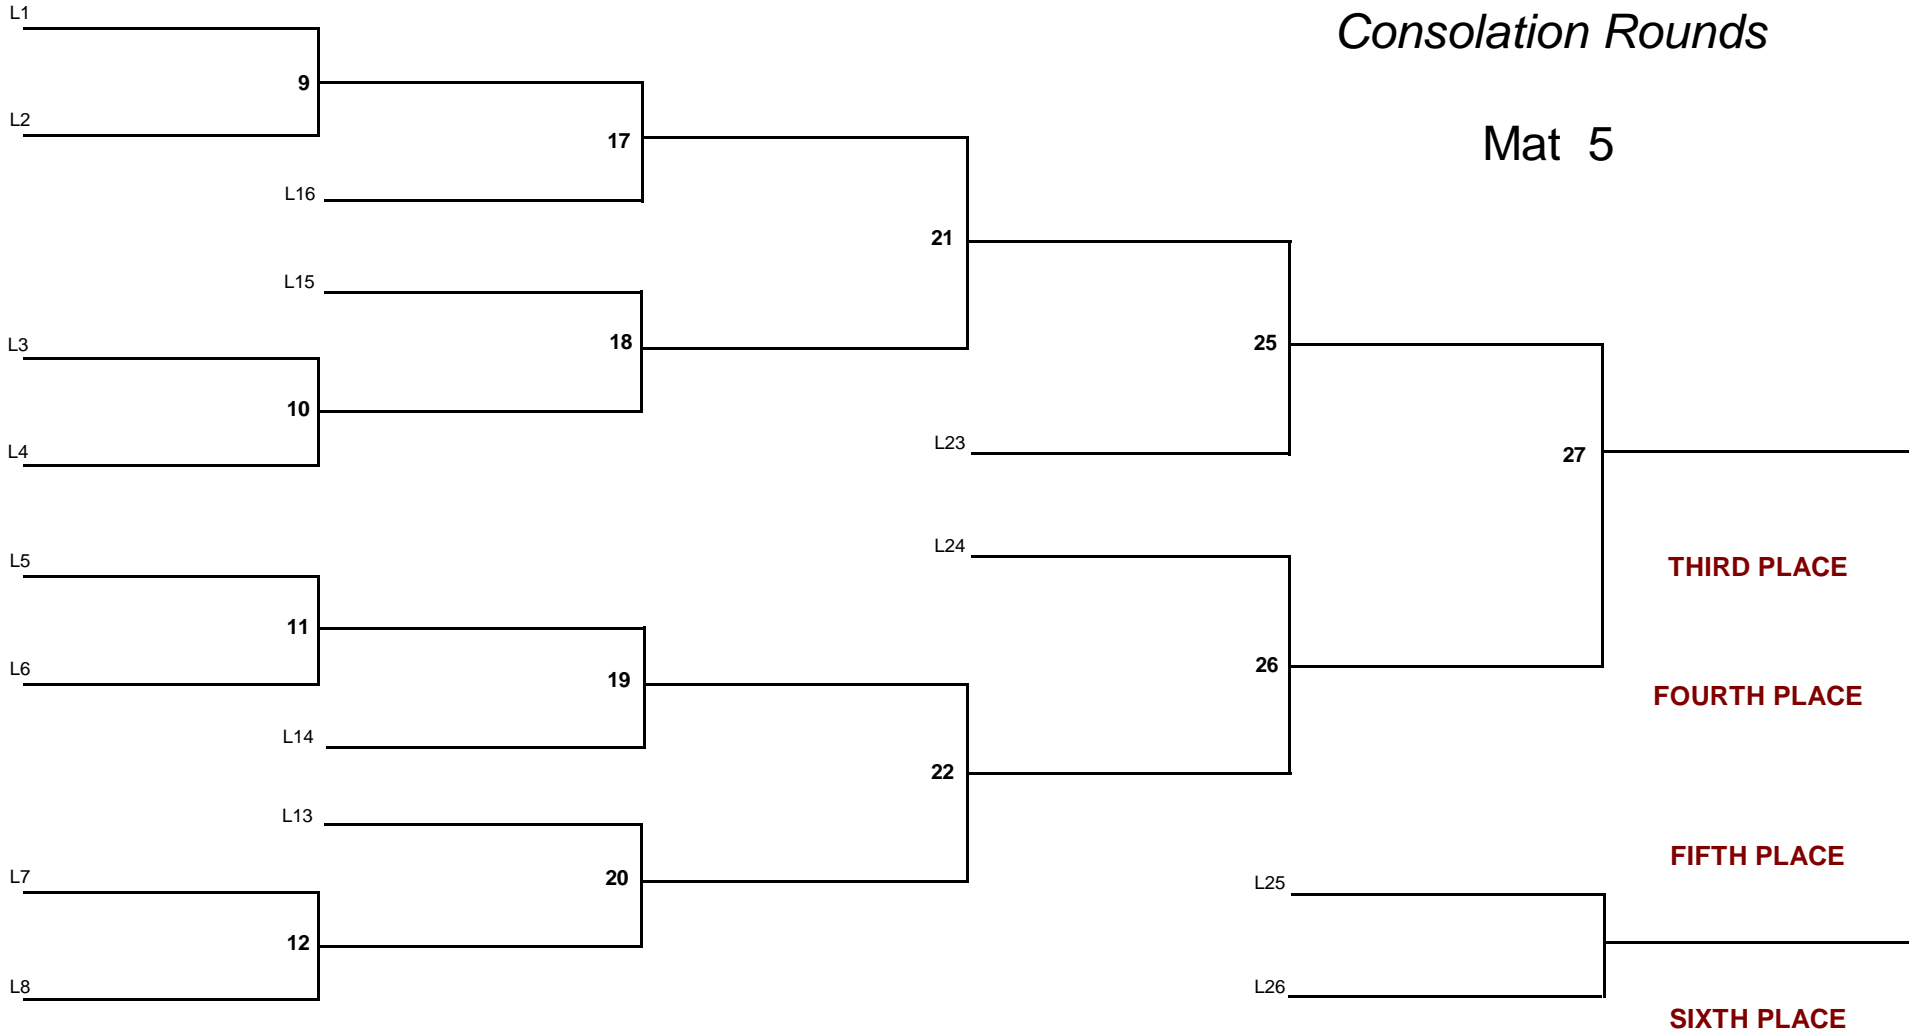 L1
Consolation Rounds
9
L2
17
Mat 5
L16
21
L15
L3
18
25
10
L4
L23
27
L5
L24
THIRD PLACE
11
L6
19
26
FOURTH PLACE
L14
22
L13
FIFTH PLACE
L7
20
L25
12
L8
L26
SIXTH PLACE